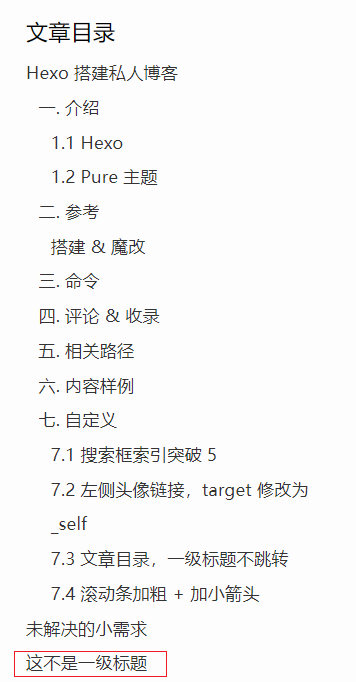 文章目录
Hexo 搭建私人博客
一. 介绍
1.1 Hexo
1.2 Pure 主题
二. 参考
搭建 & 魔改
三. 命令
四. 评论 & 收录
五. 相关路径
六. 内容样例
七. 自定义
7.1 搜索框索引突破 5
7.2 左侧头像链接，target 修改为
_self
7.3 文章目录，一级标题不跳转
7.4 滚动条加粗 + 加小箭头
未解决的小需求
这不是一级标题